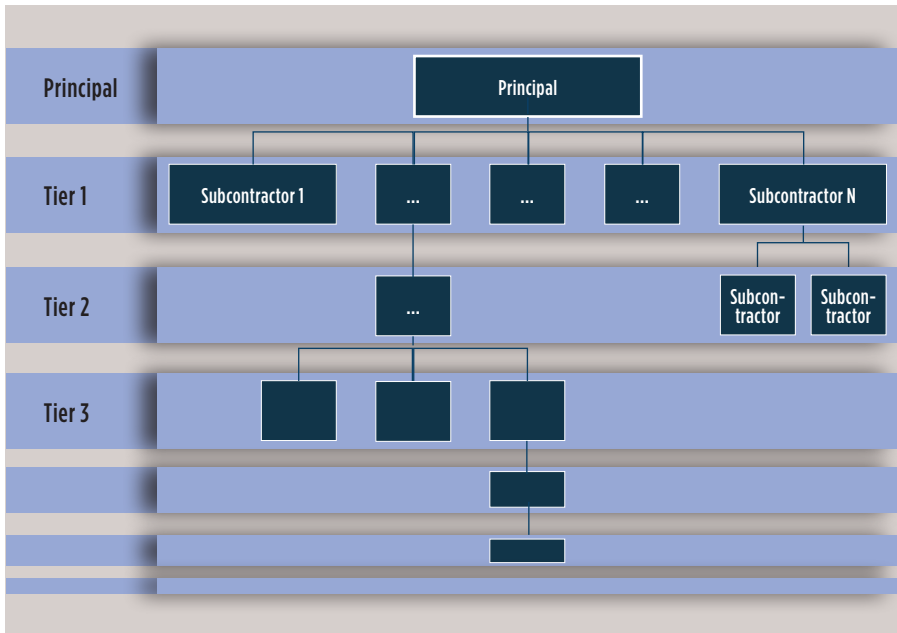 Principal
Principal
Tier 1
Subcontractor 1
...
...
...
Subcontractor N
Tier 2
...
Subcon-
tractor
Subcon-
tractor
Tier 3